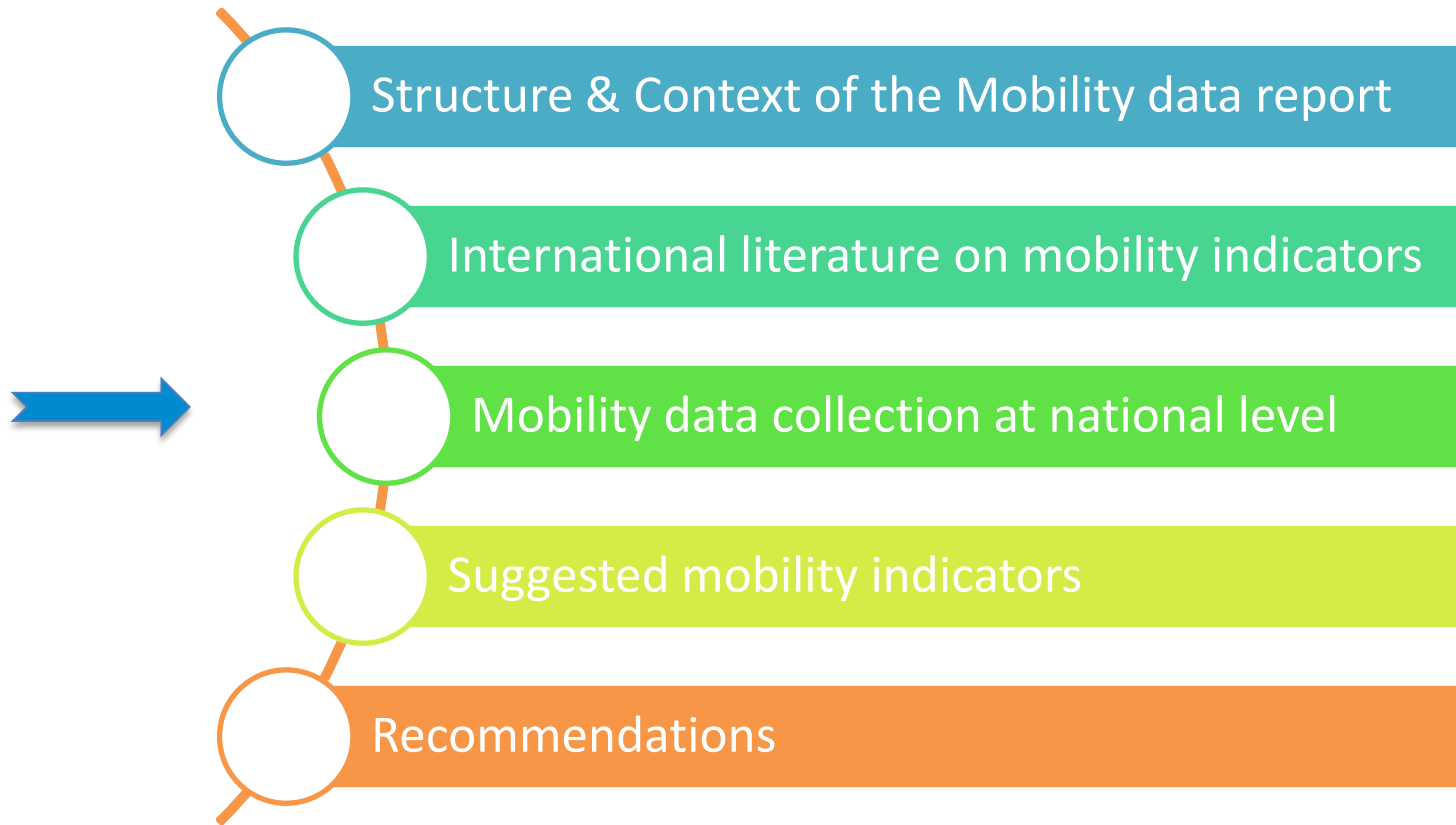 Structure & Context of the Mobility data report
International literature on mobility indicators
Mobility data collection at national level
Suggested mobility indicators
Recommendations